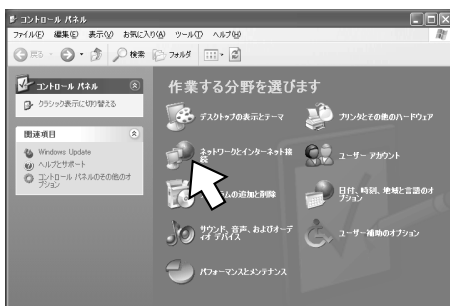 コントロール パネル
ファイル(F) 編集(E) 表示(V) お気に入り(A) ツール(T) ヘルプ(H)
戻る 検索 フォルダ
コントロール パネル
クラシック表示に切り替える
関連項目
Windows Update
ヘルプとサポート
コントロール パネルのその他のオ
プション
作業する分野を選びます
デスクトップの表示とテーマ
プリンタとその他のハードウェア
ネットワークとインターネット接
続
ユーザー アカウント
ラムの追加と削除
日付、時刻、地域と言語のオ
プション
サウンド、音声、およびオーデ
ィオ デバイス
ユーザー補助のオプション
パフォーマンスとメンテナンス